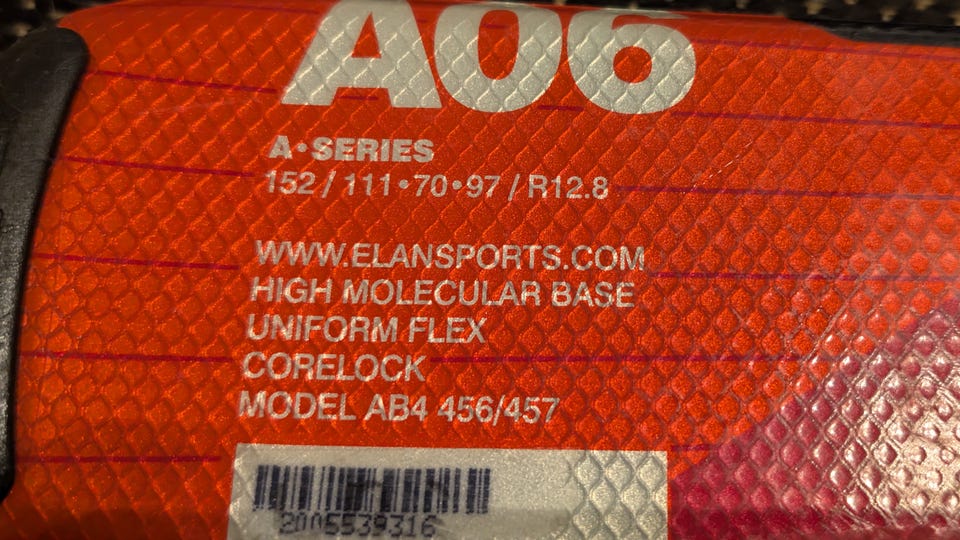 A06
A•SERIES
152 / 111•70•97 / R12.8
WWW.ELANSPORTS.COM
HIGH MOLECULAR BASE
UNIFORM FLEX
CORELOCK
MODEL AB4 456/457
2005539316